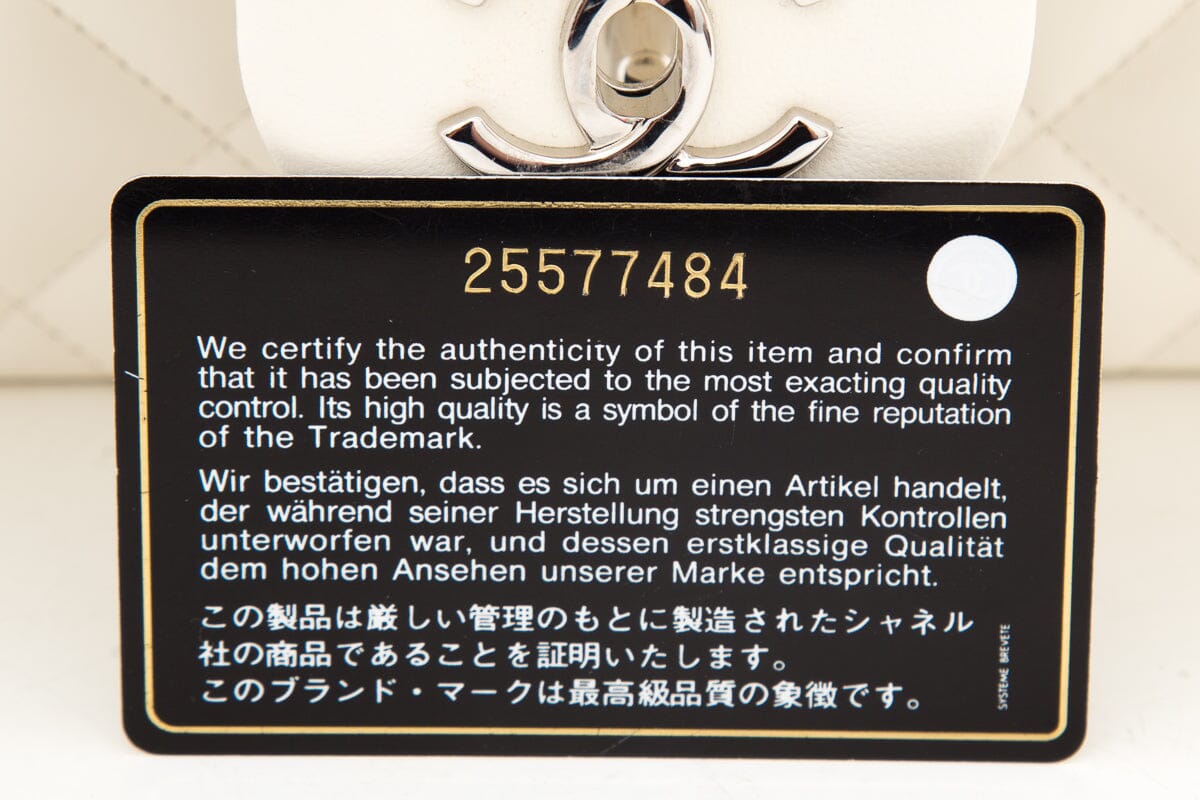 25577484
We certify the authenticity of this item and confirm
that it has been subjected to the most exacting quality
control. Its high quality is a symbol of the fine reputation
of the Trademark.
Wir bestätigen, dass es sich um einen Artikel handelt,
der während seiner Herstellung strengsten Kontrollen
unterworfen war, und dessen erstklassige Qualität
dem hohen Ansehen unserer Marke entspricht.
この製品は厳しい管理のもとに製造されたシャネル
社の商品であることを証明いたします。
このブランド・マークは最高級品質の象徴です。
SYSTEME BREVETE